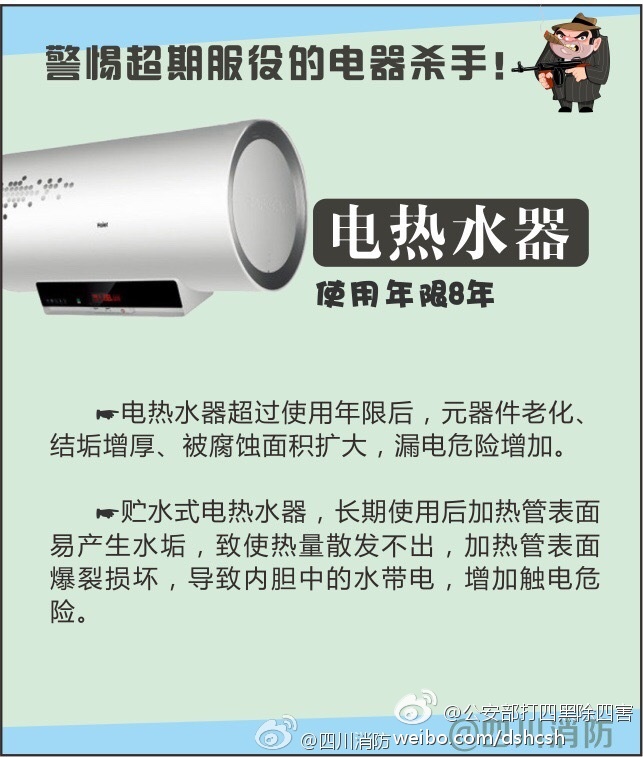 警惕超期服役的电器杀手!
Haier
电热水器
使用年限8年
☛电热水器超过使用年限后，元器件老化、
结垢增厚、被腐蚀面积扩大，漏电危险增加。
☛贮水式电热水器，长期使用后加热管表面
易产生水垢，致使热量散发不出，加热管表面
爆裂损坏，导致内胆中的水带电，增加触电危
险。
@公安部打四黑除四害
@四川消防
weibo.com/dshcsh
@四川消防